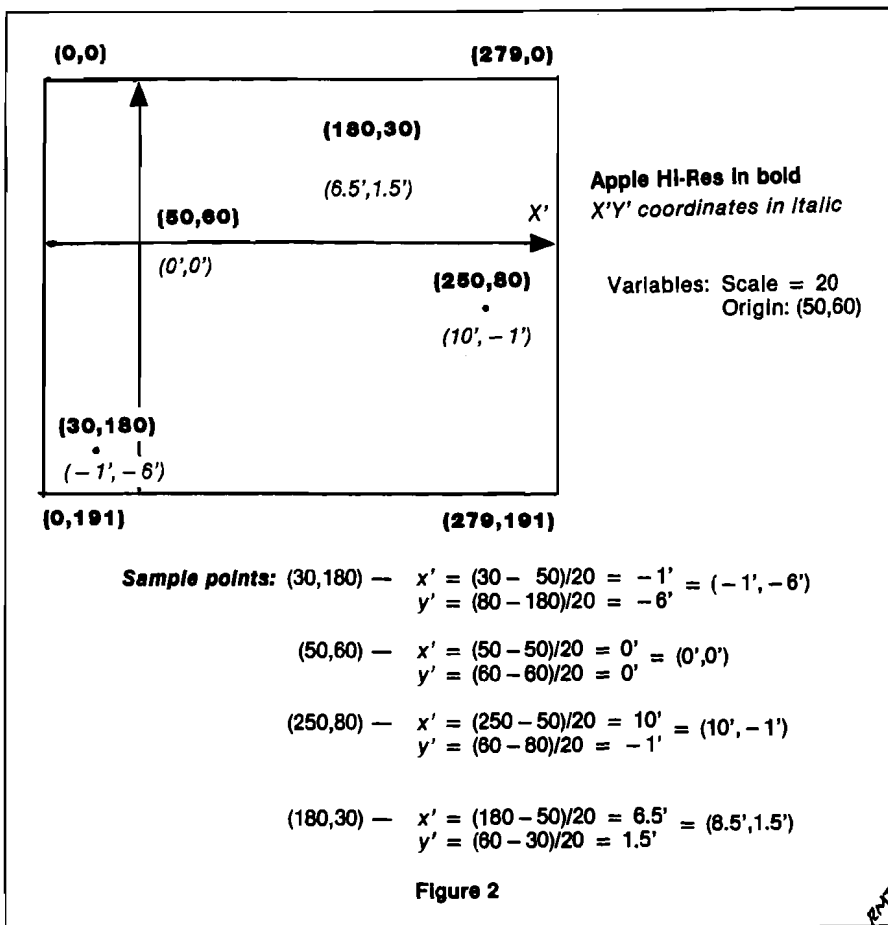 (0,0) (279,0)
(180,30)
(6.5',1.5')
Apple Hi-Res in bold
X'Y' coordinates in italic
X'
(50,60)
(0',0')
(250,80)
(10', – 1')
Variables: Scale = 20
Origin: (50,60)
(30,180)
(– 1', – 6')
(0,191) (279,191)
Sample points: (30,180) — x' = (30 – 50)/20 = – 1' = (– 1', – 6')
y' = (80 – 180)/20 = – 6'
(50,60) — x' = (50 – 50)/20 = 0' = (0',0')
y' = (60 – 60)/20 = 0'
(250,80) — x' = (250 – 50)/20 = 10' = (10', – 1')
y' = (60 – 80)/20 = – 1'
(180,30) — x' = (180 – 50)/20 = 6.5' = (6.5',1.5')
y' = (60 – 30)/20 = 1.5'
Figure 2